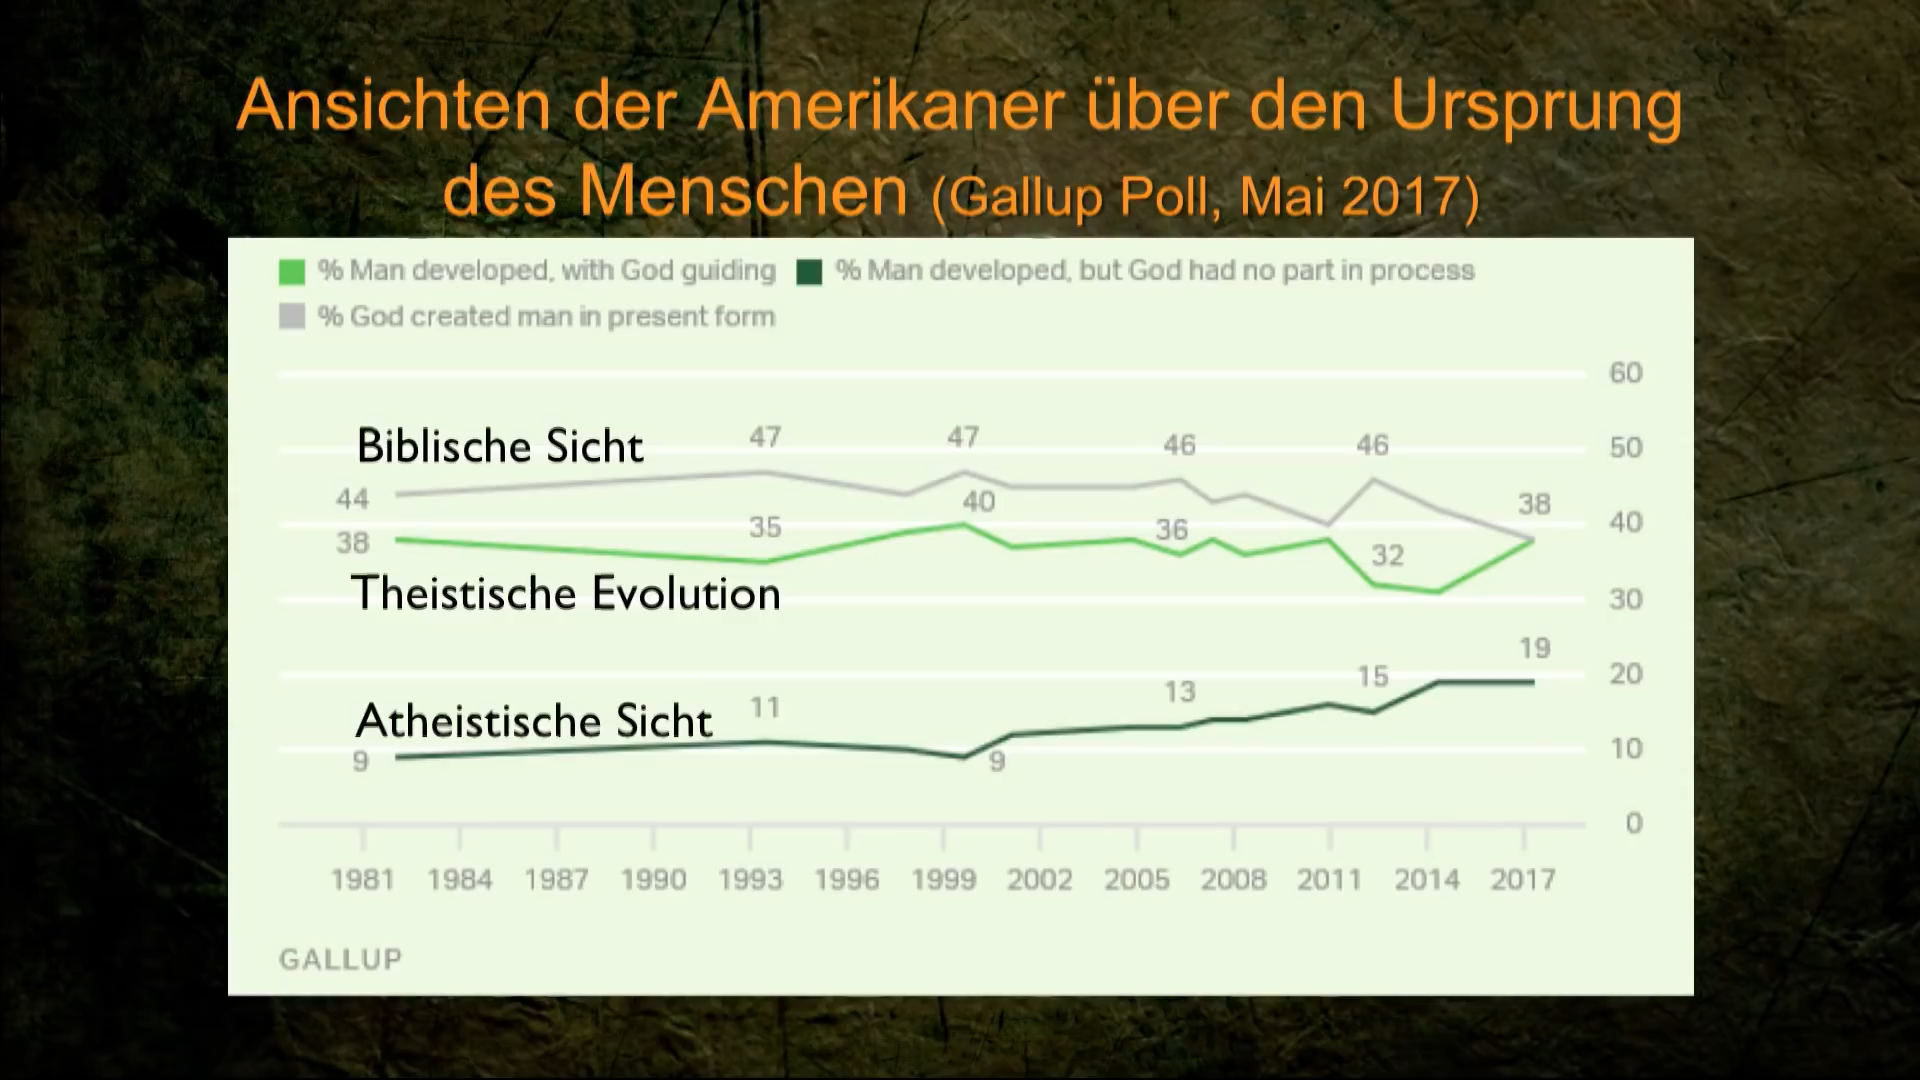 Ansichten der Amerikaner über den Ursprung
des Menschen (Gallup Poll, Mai 2017)
% Man developed, with God guiding % Man developed, but God had no part in process
% God created man in present form
60
Biblische Sicht 47 47 46 46 50
44 40 38
38 35 36 32 40
Theistische Evolution 30
19
Atheistische Sicht 11 13 15 20
9 9 10
0
1981 1984 1987 1990 1993 1996 1999 2002 2005 2008 2011 2014 2017
GALLUP